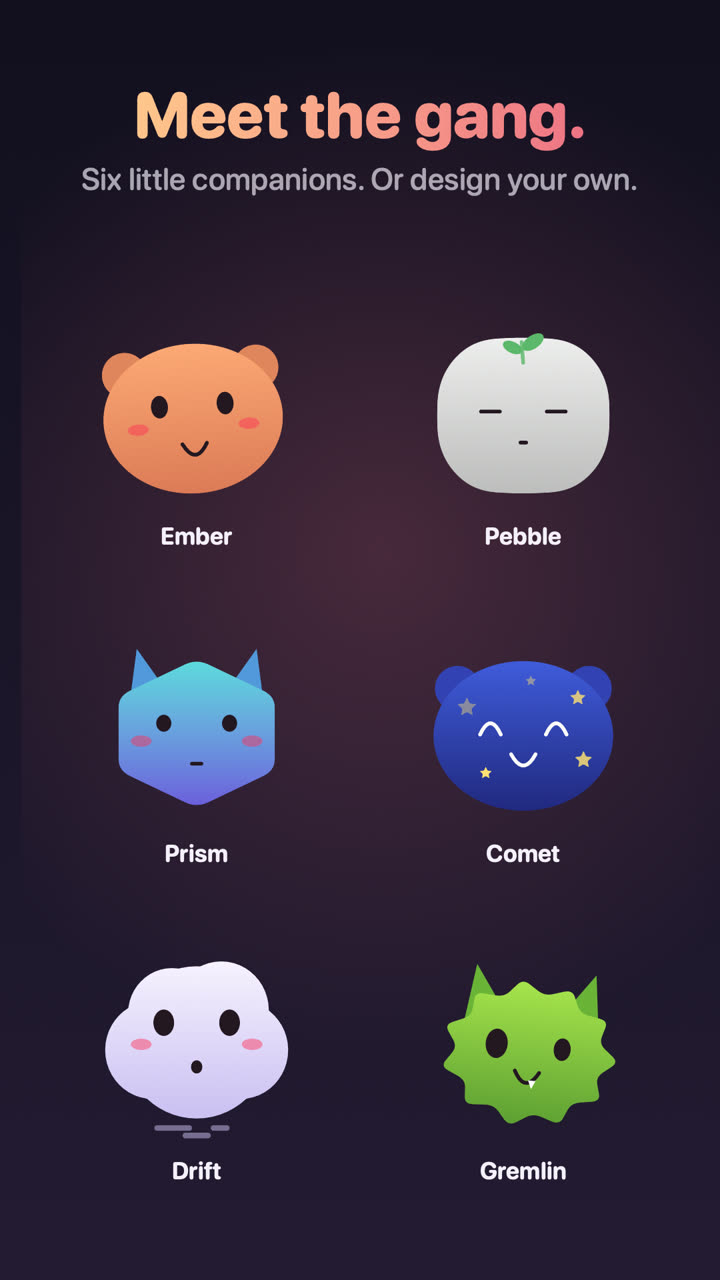 Meet the gang.
Six little companions. Or design your own.
Ember
Pebble
Prism
Comet
Drift
Gremlin